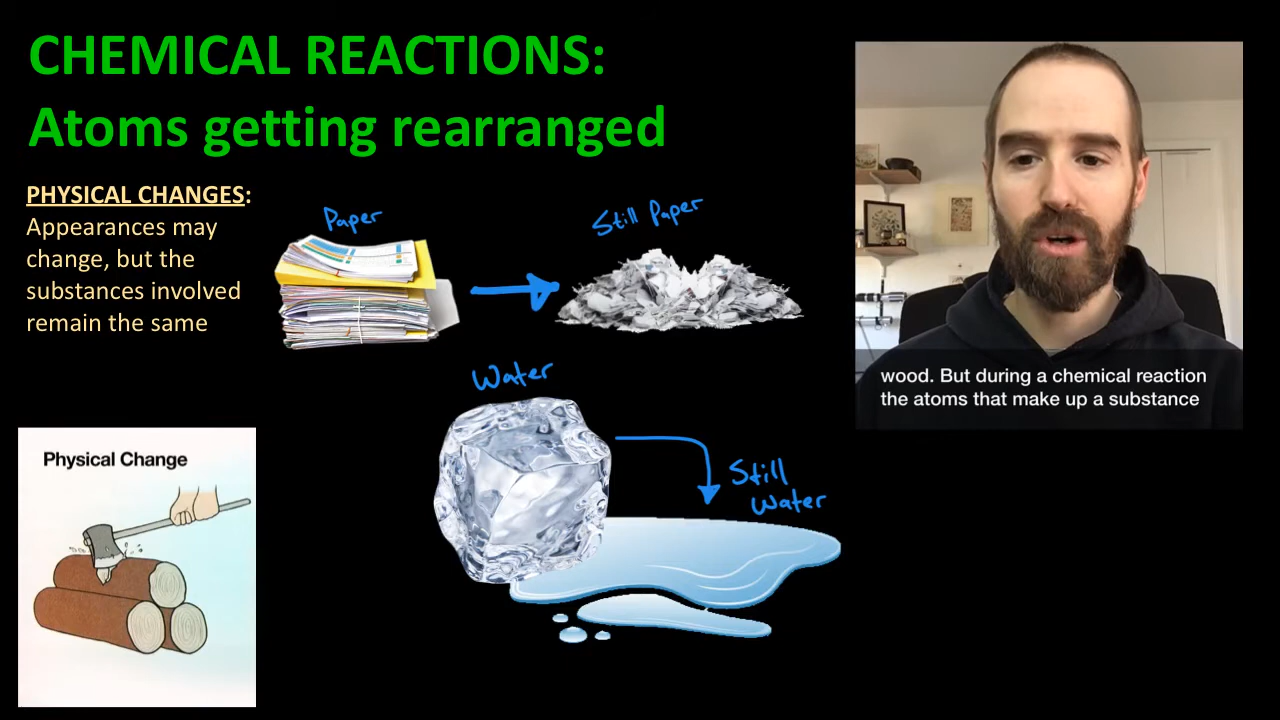 CHEMICAL REACTIONS:
Atoms getting rearranged
PHYSICAL CHANGES:
Appearances may
change, but the
substances involved
remain the same
Paper
Still Paper
Water
Still
Water
Physical Change
wood. But during a chemical reaction
the atoms that make up a substance